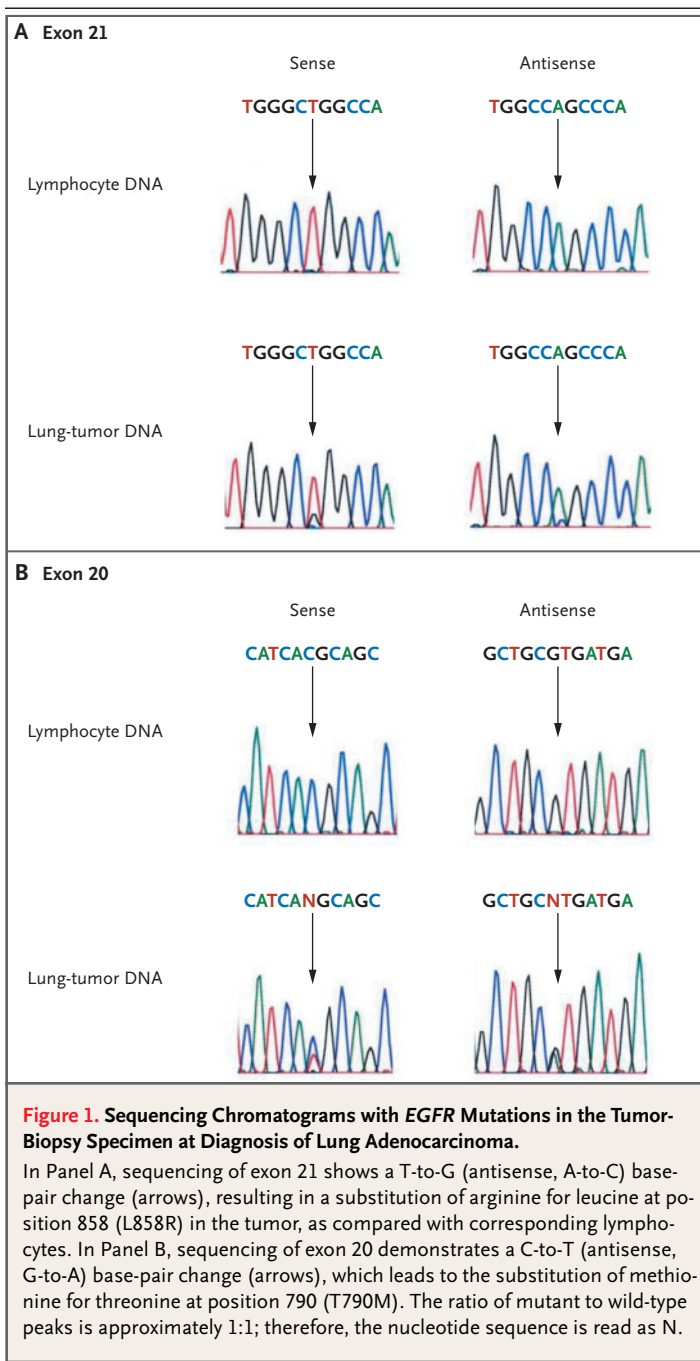 A Exon 21
Sense Antisense
TGGGCTGGCCA TGGCCAGCCCA
Lymphocyte DNA
TGGGCTGGCCA TGGCCAGCCCA
Lung-tumor DNA
B Exon 20
Sense Antisense
CATCACGCAGC GCTGCGTGATGA
Lymphocyte DNA
CATCANGCAGC GCTGCNTGATGA
Lung-tumor DNA
Figure 1. Sequencing Chromatograms with EGFR Mutations in the Tumor-
Biopsy Specimen at Diagnosis of Lung Adenocarcinoma.
In Panel A, sequencing of exon 21 shows a T-to-G (antisense, A-to-C) base-
pair change (arrows), resulting in a substitution of arginine for leucine at po-
sition 858 (L858R) in the tumor, as compared with corresponding lympho-
cytes. In Panel B, sequencing of exon 20 demonstrates a C-to-T (antisense,
G-to-A) base-pair change (arrows), which leads to the substitution of methio-
nine for threonine at position 790 (T790M). The ratio of mutant to wild-type
peaks is approximately 1:1; therefore, the nucleotide sequence is read as N.